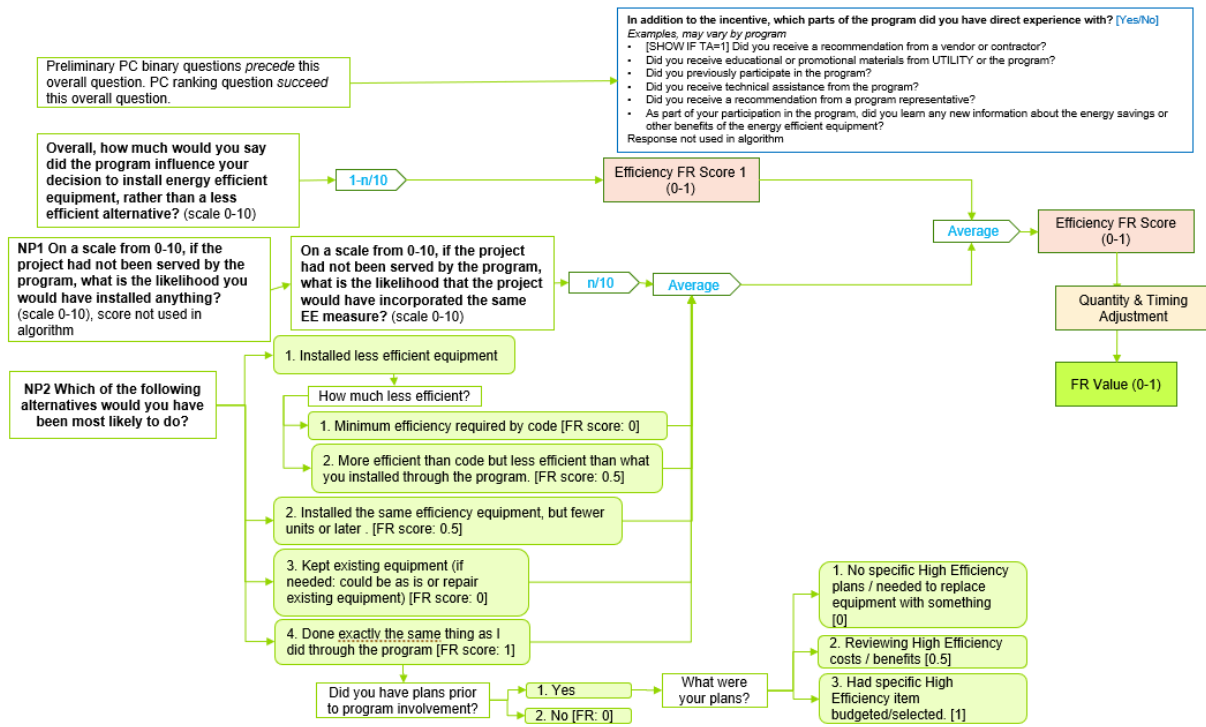 Preliminary PC binary questions precede this
overall question. PC ranking question succeed
this overall question.
In addition to the incentive, which parts of the program did you have direct experience with? [Yes/No]
Examples, may vary by program
• [SHOW IF TA=1] Did you receive a recommendation from a vendor or contractor?
• Did you receive educational or promotional materials from UTILITY or the program?
• Did you previously participate in the program?
• Did you receive technical assistance from the program?
• Did you receive a recommendation from a program representative?
• As part of your participation in the program, did you learn any new information about the energy savings or
other benefits of the energy efficient equipment?
Response not used in algorithm
Overall, how much would you say
did the program influence your
decision to install energy efficient
equipment, rather than a less
efficient alternative? (scale 0-10)
1-n/10
Efficiency FR Score 1
(0-1)
Average
Efficiency FR Score
(0-1)
NP1 On a scale from 0-10, if the
project had not been served by the
program, what is the likelihood you
would have installed anything?
(scale 0-10), score not used in
algorithm
On a scale from 0-10, if the project
had not been served by the program,
what is the likelihood that the project
would have incorporated the same
EE measure? (scale 0-10)
n/10
Average
Quantity & Timing
Adjustment
FR Value (0-1)
NP2 Which of the following
alternatives would you have
been most likely to do?
1. Installed less efficient equipment
How much less efficient?
1. Minimum efficiency required by code [FR score: 0]
2. More efficient than code but less efficient than what
you installed through the program. [FR score: 0.5]
2. Installed the same efficiency equipment, but fewer
units or later . [FR score: 0.5]
3. Kept existing equipment (if
needed: could be as is or repair
existing equipment) [FR score: 0]
4. Done exactly the same thing as I
did through the program [FR score: 1]
Did you have plans prior
to program involvement?
1. Yes
2. No [FR: 0]
What were
your plans?
1. No specific High Efficiency
plans / needed to replace
equipment with something
[0]
2. Reviewing High Efficiency
costs / benefits [0.5]
3. Had specific High
Efficiency item
budgeted/selected. [1]